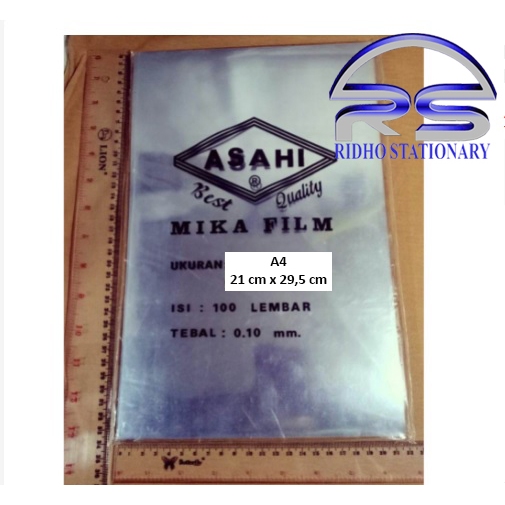 RS
RIDHO STATIONARY
LION
ASAHI
®
Best Quality
MIKA FILM
UKURAN
A4
21 cm x 29,5 cm
ISI : 100 LEMBAR
TEBAL : 0.10 mm.
Butterfly